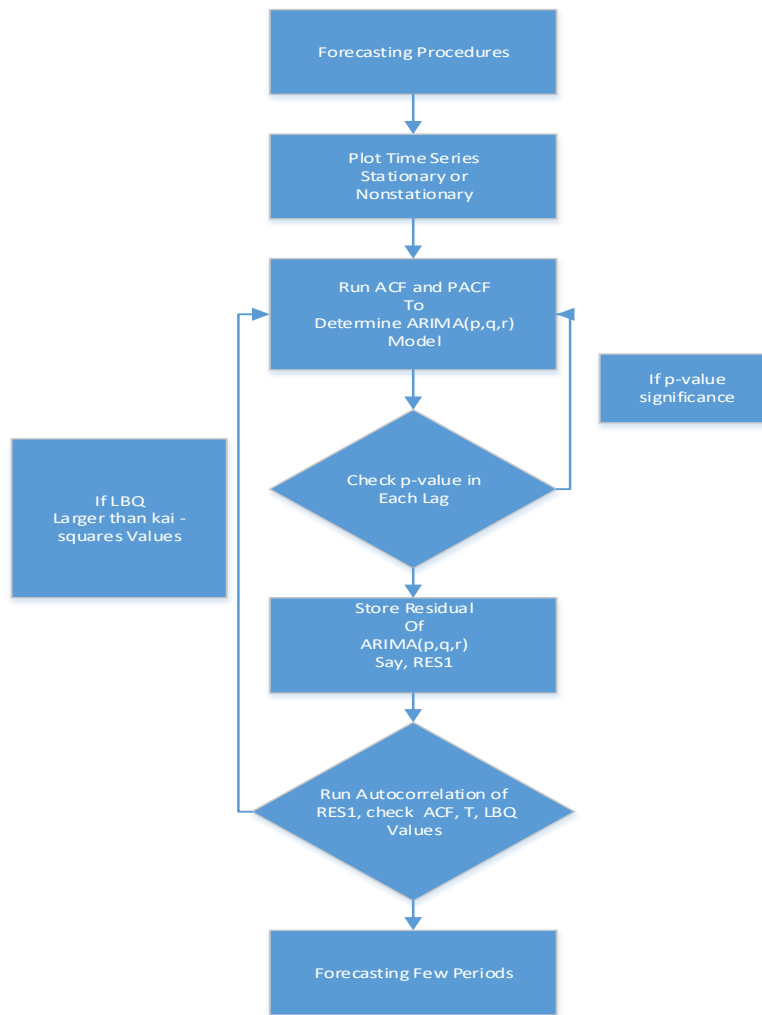 Forecasting Procedures
Plot Time Series
Stationary or
Nonstationary
Run ACF and PACF
To
Determine ARIMA(p,q,r)
Model
If p-value
significance
Check p-value in
Each Lag
If LBQ
Larger than kai -
squares Values
Store Residual
Of
ARIMA(p,q,r)
Say, RES1
Run Autocorrelation of
RES1, check  ACF, T, LBQ
Values
Forecasting Few Periods